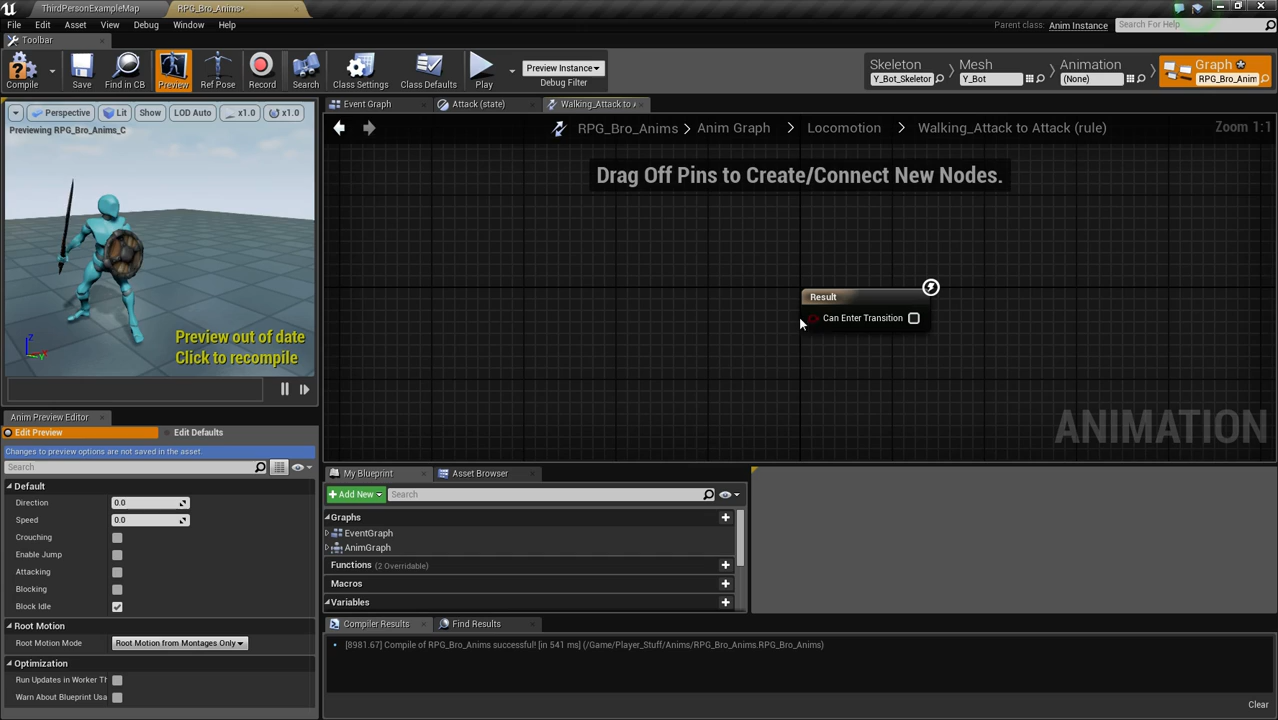 ThirdPersonExampleMap
RPG_Bro_Anims*
File Edit Asset View Debug Window Help
Parent class: Anim Instance
Search For Help
Toolbar
Compile
Save
Find in CB
Preview
Ref Pose
Record
Search
Class Settings
Class Defaults
Play
Preview Instance
Debug Filter
Skeleton
Y_Bot_Skeletor
Mesh
Y_Bot
Animation
(None)
Graph
RPG_Bro_Anim
Perspective Lit Show LOD Auto x1.0 x1.0
Previewing RPG_Bro_Anims_C
Preview out of date
Click to recompile
Event Graph
Attack (state)
Walking_Attack to
RPG_Bro_Anims > Anim Graph > Locomotion > Walking_Attack to Attack (rule)
Zoom 1:1
Drag Off Pins to Create/Connect New Nodes.
Result
Can Enter Transition
ANIMATION
Anim Preview Editor
Edit Preview
Edit Defaults
Changes to preview options are not saved in the asset.
Search
Default
Direction 0.0
Speed 0.0
Crouching
Enable Jump
Attacking
Blocking
Block Idle
Root Motion
Root Motion Mode Root Motion from Montages Only
Optimization
Run Updates in Worker Th
Warn About Blueprint Usa
My Blueprint
Asset Browser
+Add New
Search
Graphs
EventGraph
AnimGraph
Functions (2 Overridable)
Macros
Variables
Compiler Results
Find Results
• [8981.67] Compile of RPG_Bro_Anims successful! [in 541 ms] (/Game/Player_Stuff/Anims/RPG_Bro_Anims.RPG_Bro_Anims)
Clear